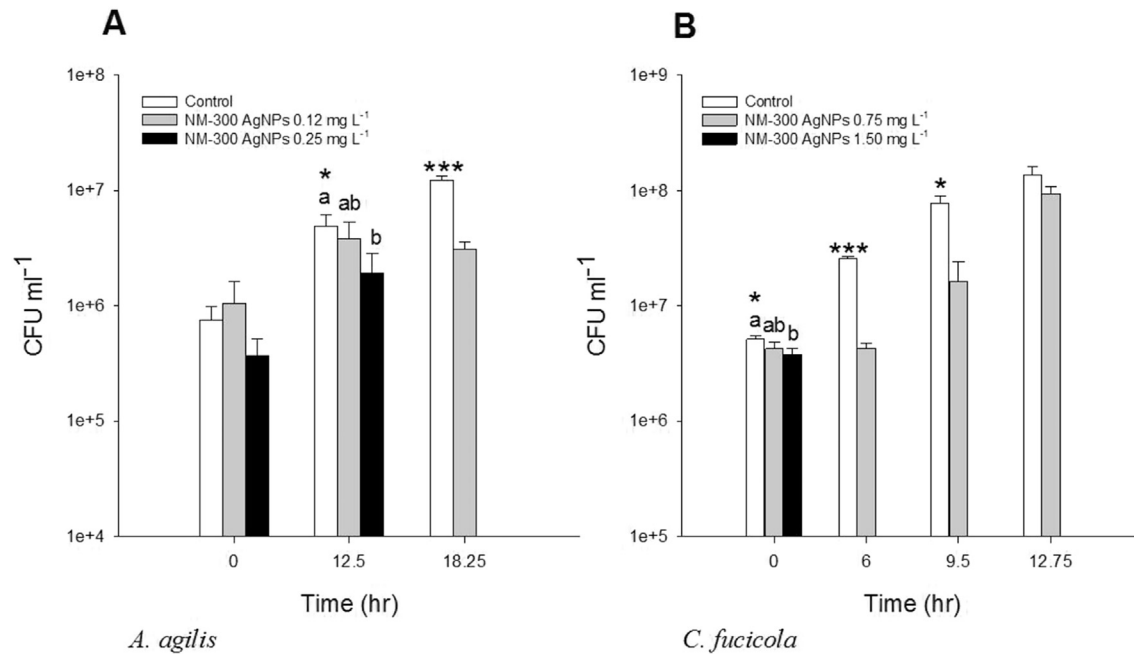 A
1e+8
Control
NM-300 AgNPs 0.12 mg L⁻¹
NM-300 AgNPs 0.25 mg L⁻¹
1e+7
1e+6
1e+5
1e+4
CFU ml⁻¹
*
a
ab
b
***
0
12.5
18.25
Time (hr)
A. agilis
B
1e+9
Control
NM-300 AgNPs 0.75 mg L⁻¹
NM-300 AgNPs 1.50 mg L⁻¹
1e+8
1e+7
1e+6
1e+5
CFU ml⁻¹
*
a
ab
b
***
*
0
6
9.5
12.75
Time (hr)
C. fucicola